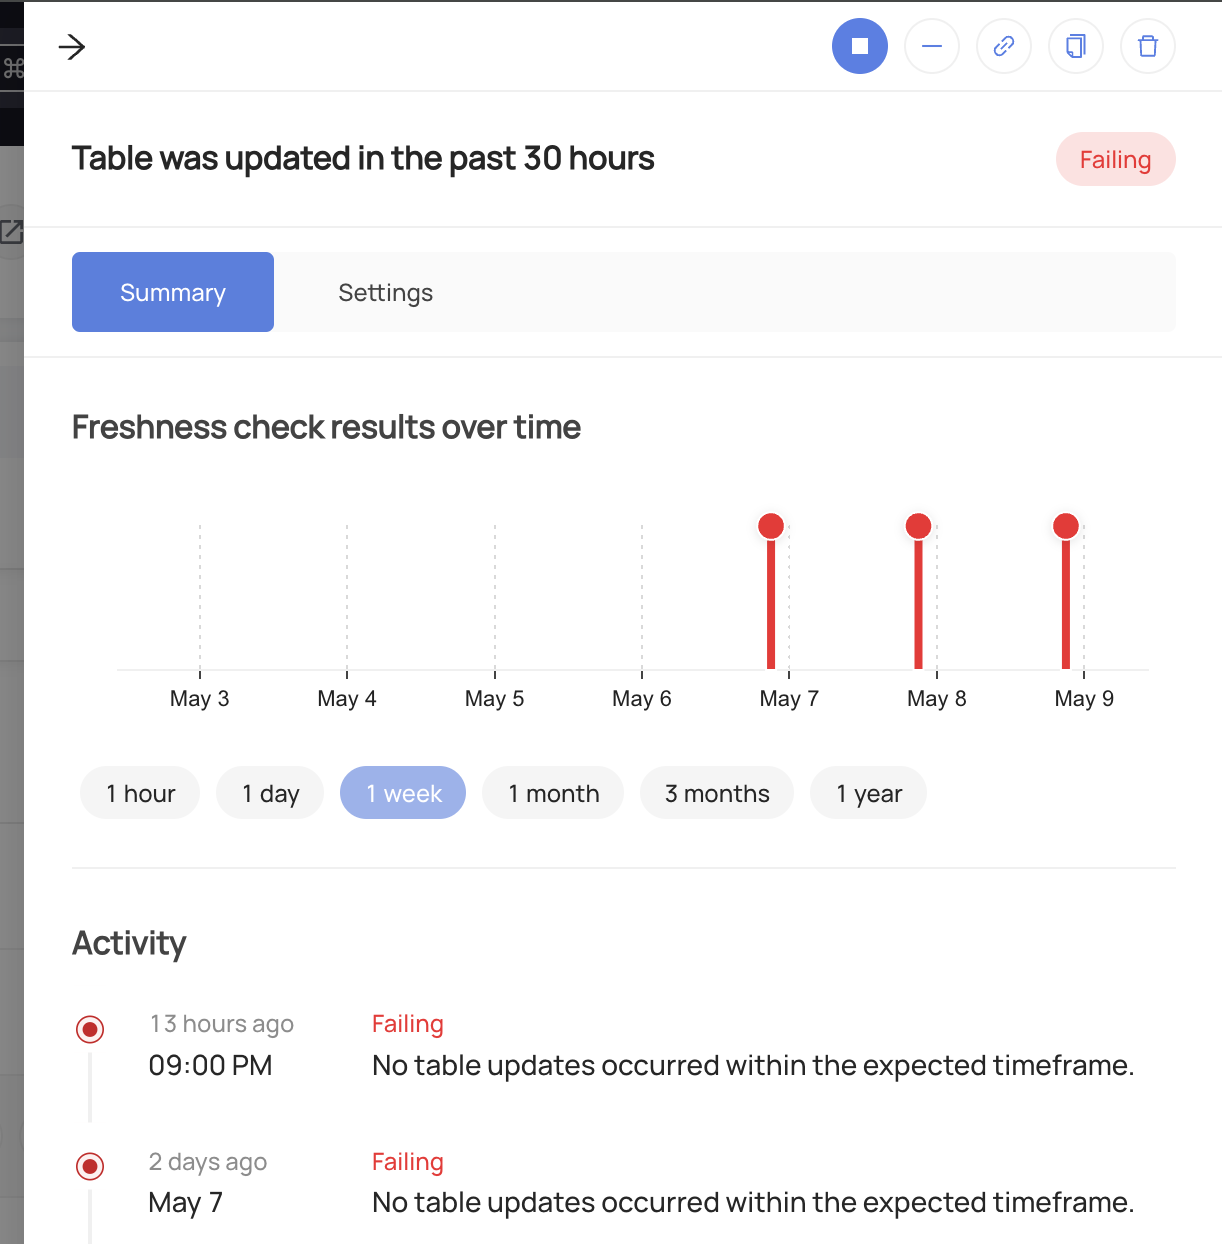 ⌘
Table was updated in the past 30 hours
Failing
Summary
Settings
Freshness check results over time
May 3
May 4
May 5
May 6
May 7
May 8
May 9
1 hour
1 day
1 week
1 month
3 months
1 year
Activity
13 hours ago
Failing
09:00 PM
No table updates occurred within the expected timeframe.
2 days ago
Failing
May 7
No table updates occurred within the expected timeframe.